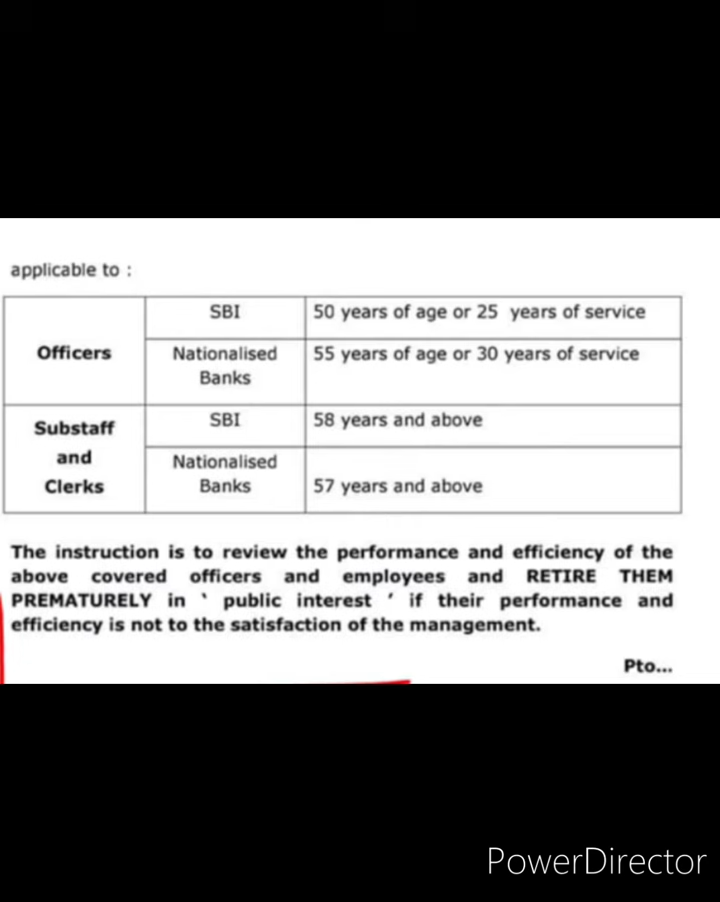 applicable to :
Officers SBI 50 years of age or 25 years of service
Nationalised Banks 55 years of age or 30 years of service
Substaff and Clerks SBI 58 years and above
Nationalised Banks 57 years and above
The instruction is to review the performance and efficiency of the
above covered officers and employees and RETIRE THEM
PREMATURELY in ‘ public interest ’ if their performance and
efficiency is not to the satisfaction of the management.
Pto...
PowerDirector